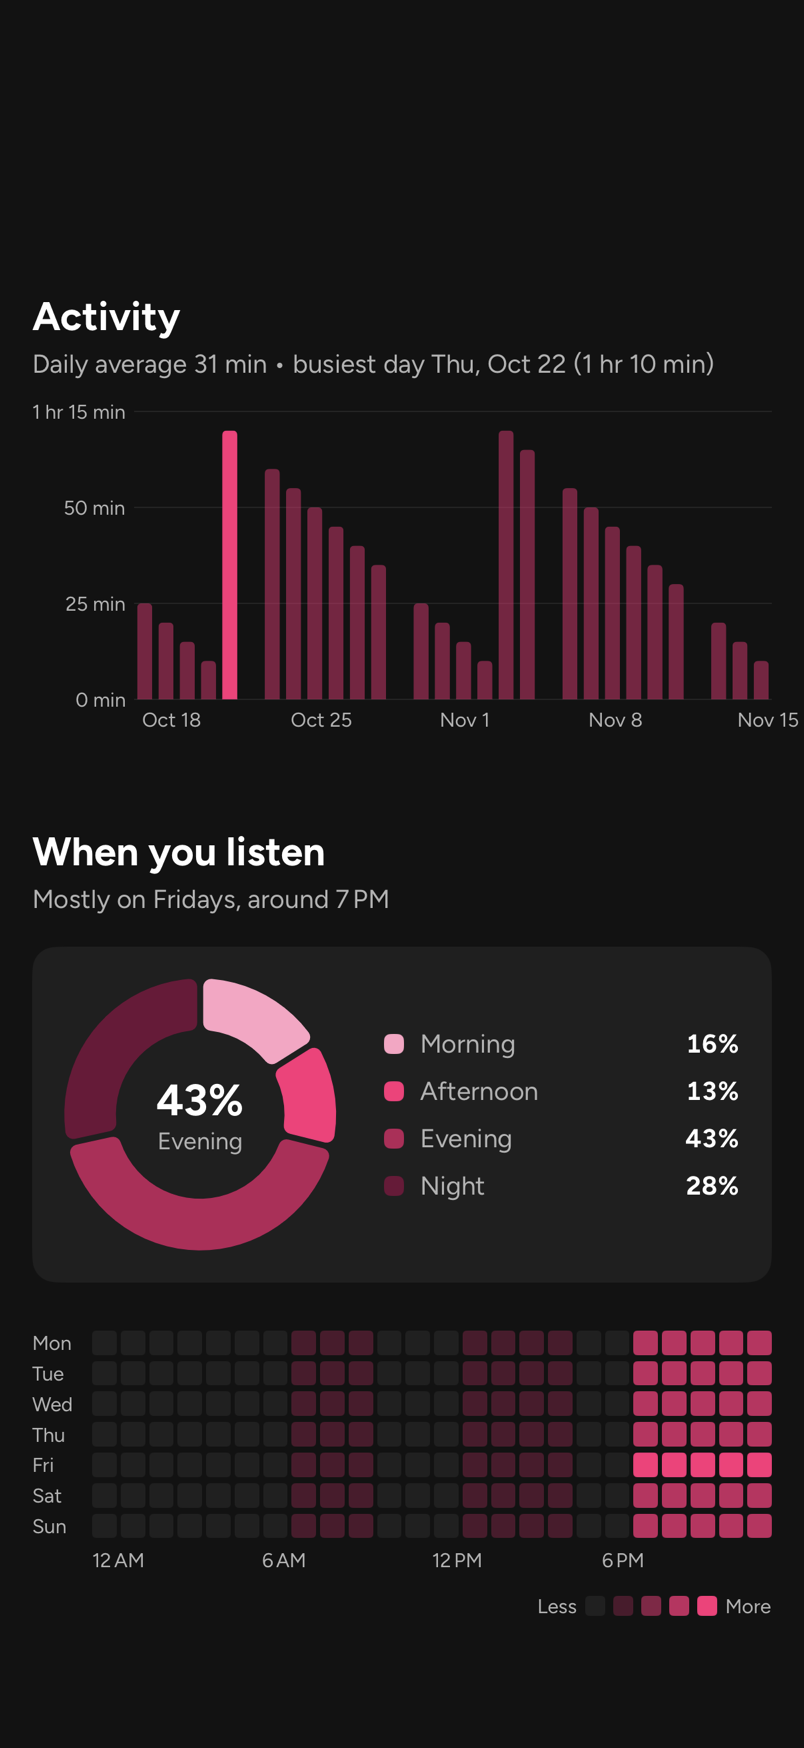 Activity
Daily average 31 min • busiest day Thu, Oct 22 (1 hr 10 min)
1 hr 15 min
50 min
25 min
0 min
Oct 18 Oct 25 Nov 1 Nov 8 Nov 15
When you listen
Mostly on Fridays, around 7 PM
43%
Evening
Morning 16%
Afternoon 13%
Evening 43%
Night 28%
Mon
Tue
Wed
Thu
Fri
Sat
Sun
12 AM 6 AM 12 PM 6 PM
Less More